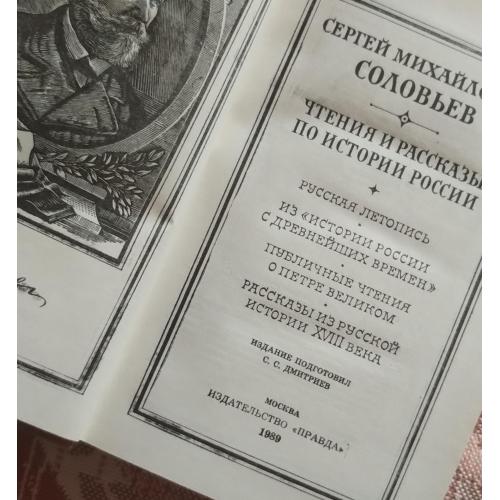 СЕРГЕЙ МИХАЙЛО
СОЛОВЬЕВ
ЧТЕНИЯ И РАССКАЗЫ
ПО ИСТОРИИ РОССИИ
РУССКАЯ ЛЕТОПИСЬ
ИЗ «ИСТОРИИ РОССИИ
С ДРЕВНЕЙШИХ ВРЕМЕН»
ПУБЛИЧНЫЕ ЧТЕНИЯ
О ПЕТРЕ ВЕЛИКОМ
РАССКАЗЫ ИЗ РУССКОЙ
ИСТОРИИ XVIII ВЕКА
ИЗДАНИЕ ПОДГОТОВИЛ
С. С. ДМИТРИЕВ
МОСКВА
ИЗДАТЕЛЬСТВО «ПРАВДА»
1989